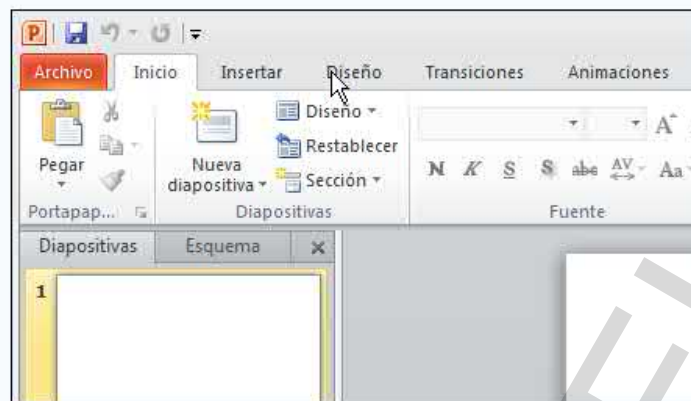 P
Archivo Inicio Insertar Diseño Transiciones Animaciones
Pegar
Nueva diapositiva
Diseño
Restablecer
Sección
N K S S abc AV Aa A
Portapap... Diapositivas Fuente
Diapositivas Esquema
1